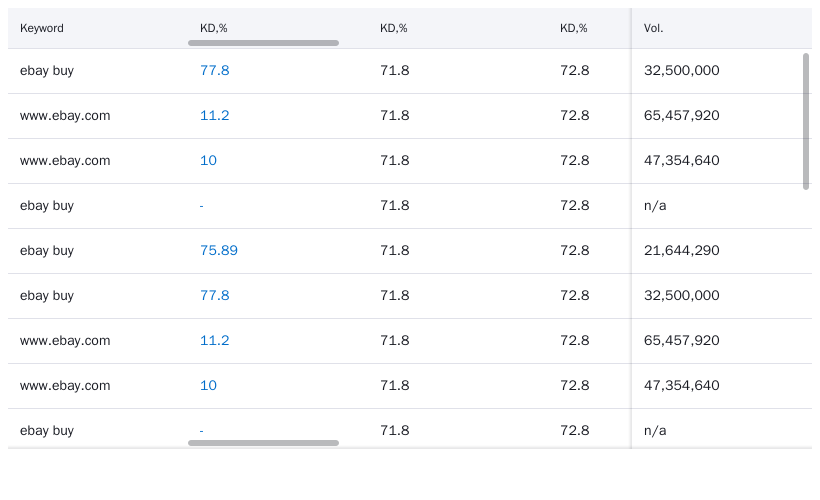 Keyword KD,% KD,% KD,% Vol.
ebay buy 77.8 71.8 72.8 32,500,000
www.ebay.com 11.2 71.8 72.8 65,457,920
www.ebay.com 10 71.8 72.8 47,354,640
ebay buy - 71.8 72.8 n/a
ebay buy 75.89 71.8 72.8 21,644,290
ebay buy 77.8 71.8 72.8 32,500,000
www.ebay.com 11.2 71.8 72.8 65,457,920
www.ebay.com 10 71.8 72.8 47,354,640
ebay buy - 71.8 72.8 n/a